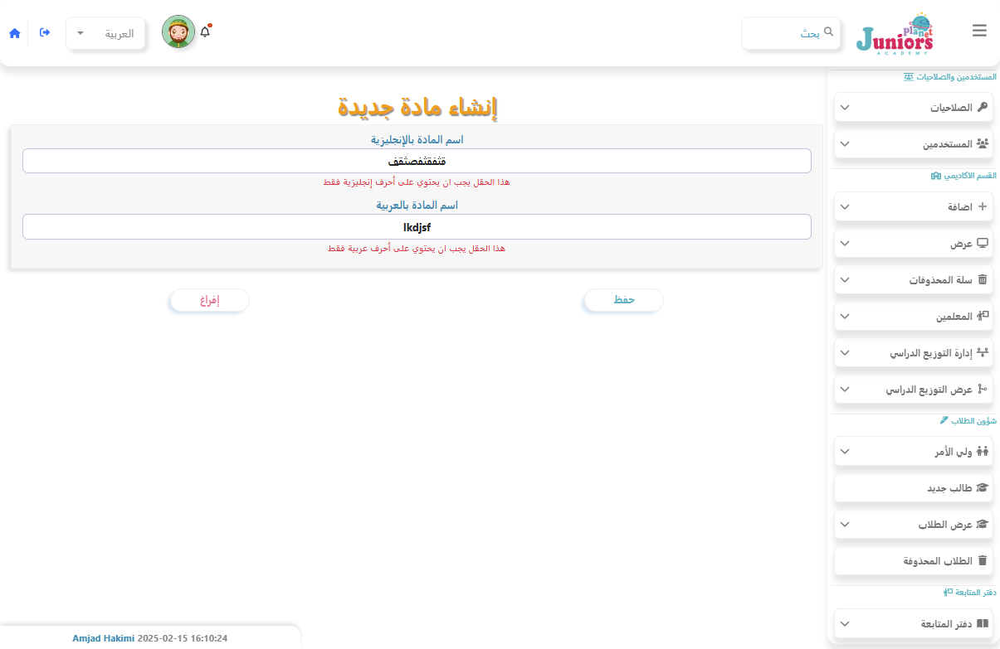 Juniors
planet
ACADEMY
بحث
العربية
المستخدمين والصلاحيات
الصلاحيات
المستخدمين
القسم الاكاديمي
اضافة
عرض
سلة المحذوفات
المعلمين
إدارة التوزيع الدراسي
عرض التوزيع الدراسي
شؤون الطلاب
ولي الأمر
طالب جديد
عرض الطلاب
الطلاب المحذوفة
دفتر المتابعة
دفتر المتابعة
إنشاء مادة جديدة
اسم المادة بالإنجليزية
قثفقثفصثقف
هذا الحقل يجب ان يحتوي على أحرف إنجليزية فقط
اسم المادة بالعربية
lkdjsf
هذا الحقل يجب ان يحتوي على أحرف عربية فقط
حفظ
إفراغ
Amjad Hakimi 2025-02-15 16:10:24